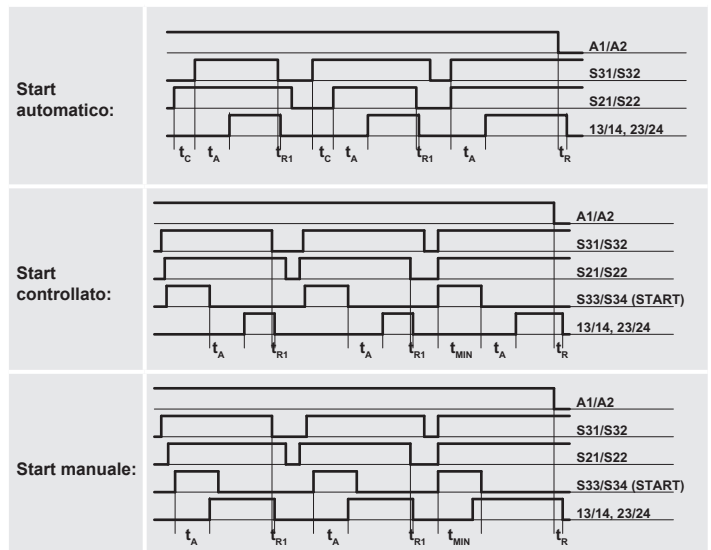 Start
automatico:
A1/A2
S31/S32
S21/S22
13/14, 23/24
tC tA tR1 tC tA tR1 tA tR
Start
controllato:
A1/A2
S31/S32
S21/S22
S33/S34 (START)
13/14, 23/24
tA tR1 tA tR1 tMIN tA tR
Start manuale:
A1/A2
S31/S32
S21/S22
S33/S34 (START)
13/14, 23/24
tA tR1 tA tR1 tMIN tR